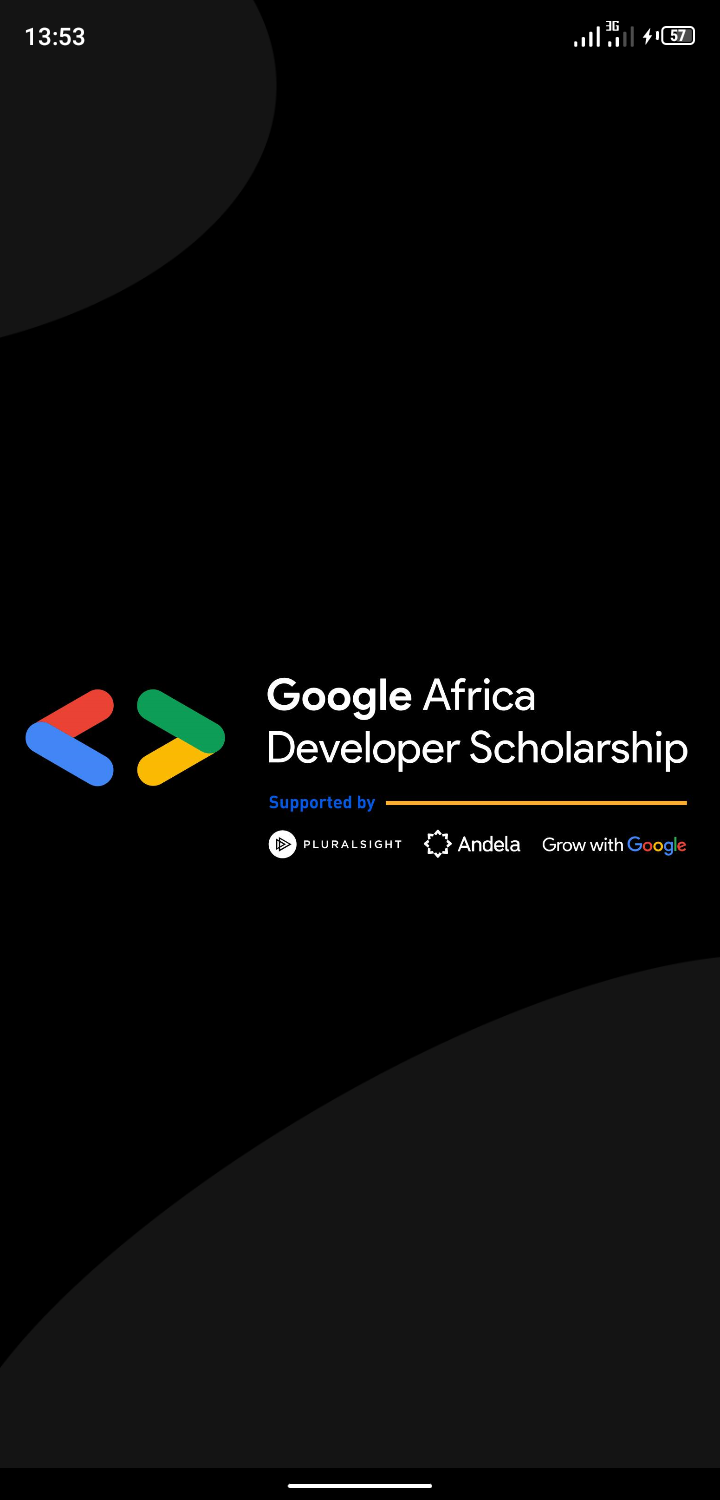 13:53
3G
57
Google Africa
Developer Scholarship
Supported by
PLURALSIGHT Andela Grow with Google